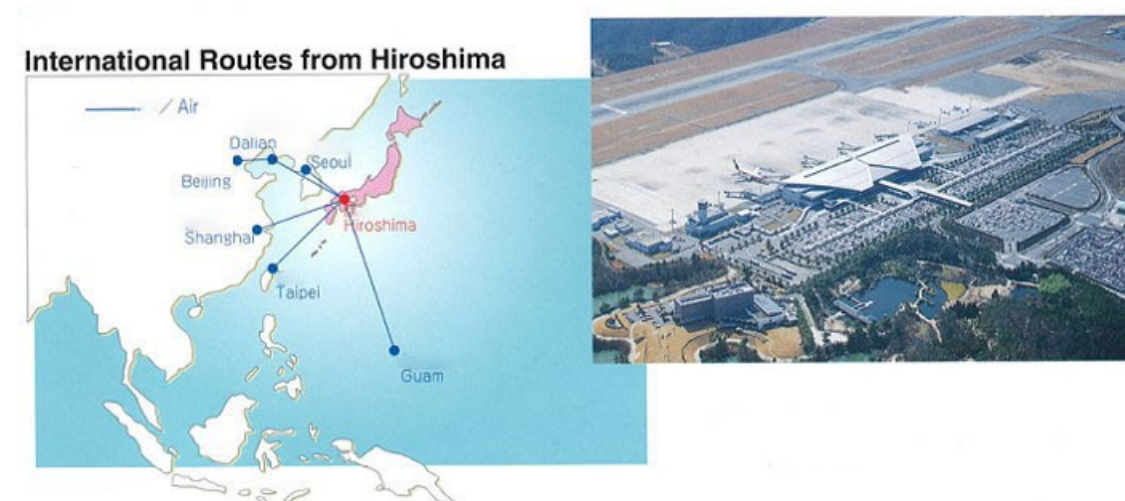 International Routes from Hiroshima
/ Air
Dalian
Seoul
Beijing
Hiroshima
Shanghai
Taipei
Guam